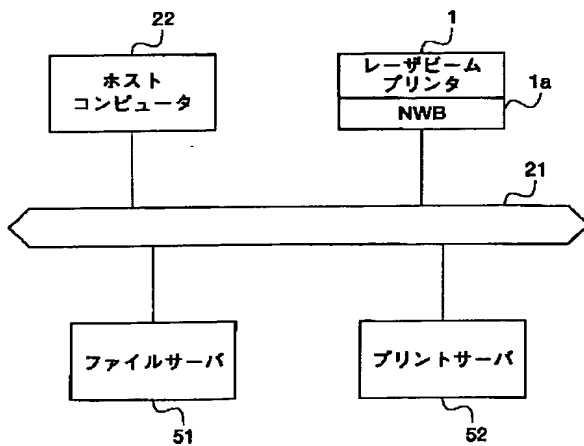 22
ホスト
コンピュータ
1
レーザビーム
プリンタ
NWB
1a
21
ファイルサーバ
51
プリントサーバ
52